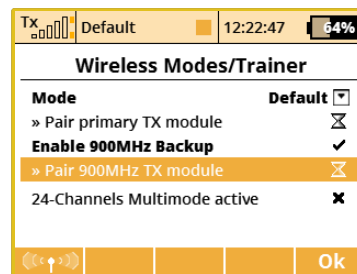 Tx Default 12:22:47 64%
Wireless Modes/Trainer
Mode Default
» Pair primary TX module
Enable 900MHz Backup
» Pair 900MHz TX module
24-Channels Multimode active
Ok